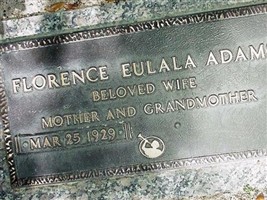 FLORENCE EULALA ADAM
BELOVED WIFE
MOTHER AND GRANDMOTHER
MAR 25 1929